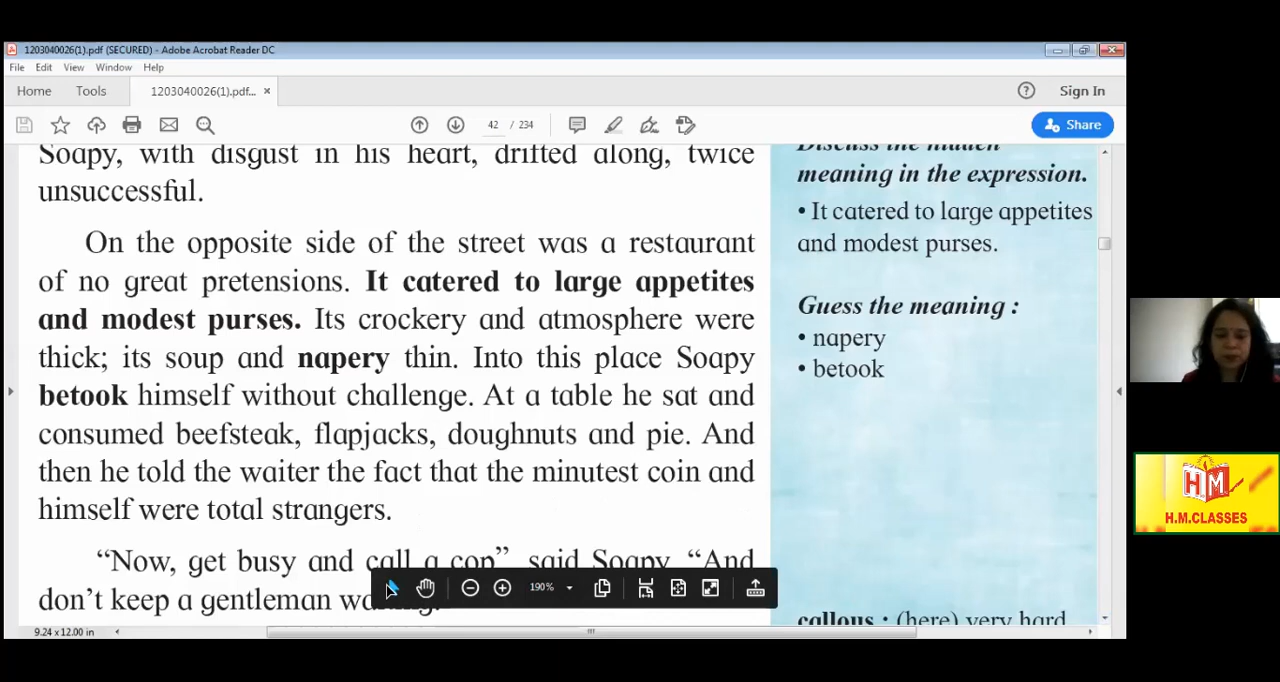 1203040026(1).pdf (SECURED) - Adobe Acrobat Reader DC
File Edit View Window Help
Home Tools 1203040026(1).pdf... × Sign In
42 / 234 Share
Soapy, with disgust in his heart, drifted along, twice
unsuccessful.
On the opposite side of the street was a restaurant
of no great pretensions. It catered to large appetites
and modest purses. Its crockery and atmosphere were
thick; its soup and napery thin. Into this place Soapy
betook himself without challenge. At a table he sat and
consumed beefsteak, flapjacks, doughnuts and pie. And
then he told the waiter the fact that the minutest coin and
himself were total strangers.
“Now, get busy and call a cop” said Soapy. “And
don’t keep a gentleman waiting.”
Discuss the hidden
meaning in the expression.
• It catered to large appetites
and modest purses.
Guess the meaning :
• napery
• betook
callous : (here) very hard
190%
9.24 x 12.00 in
HM
H.M.CLASSES